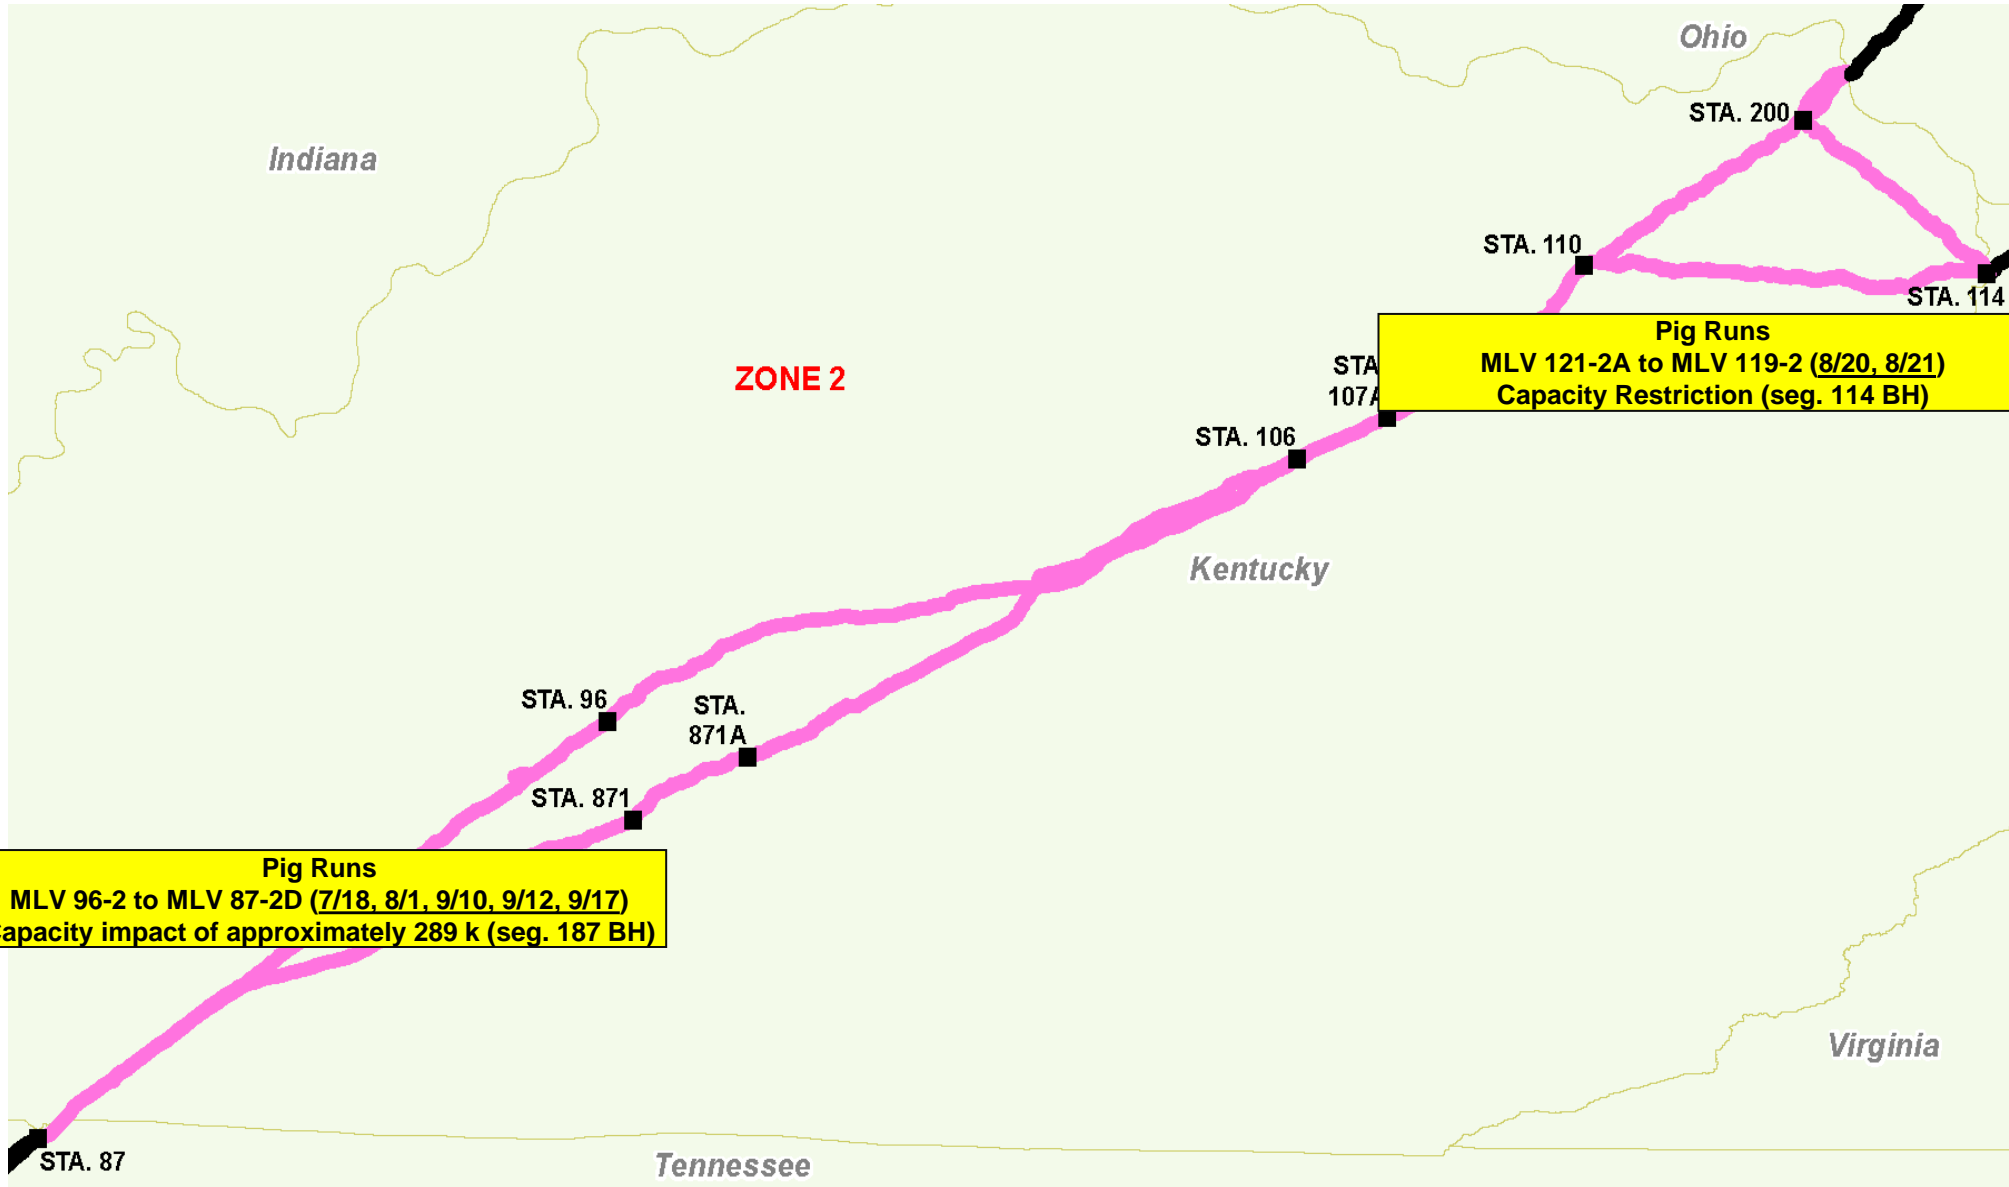 Ohio
STA. 200
Indiana
STA. 110
STA. 114
Pig Runs
MLV 121-2A to MLV 119-2 (8/20, 8/21)
Capacity Restriction (seg. 114 BH)
ZONE 2
STA
107A
STA. 106
Kentucky
STA. 96
STA.
871A
STA. 871
Pig Runs
MLV 96-2 to MLV 87-2D (7/18, 8/1, 9/10, 9/12, 9/17)
Capacity impact of approximately 289 k (seg. 187 BH)
Virginia
STA. 87
Tennessee